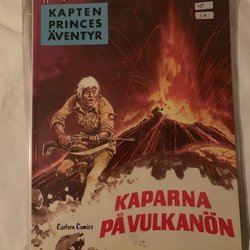 KAPTEN
PRINCES
ÄVENTYR
KAPARNA
PÅ VULKANÖN
Carlsen Comics